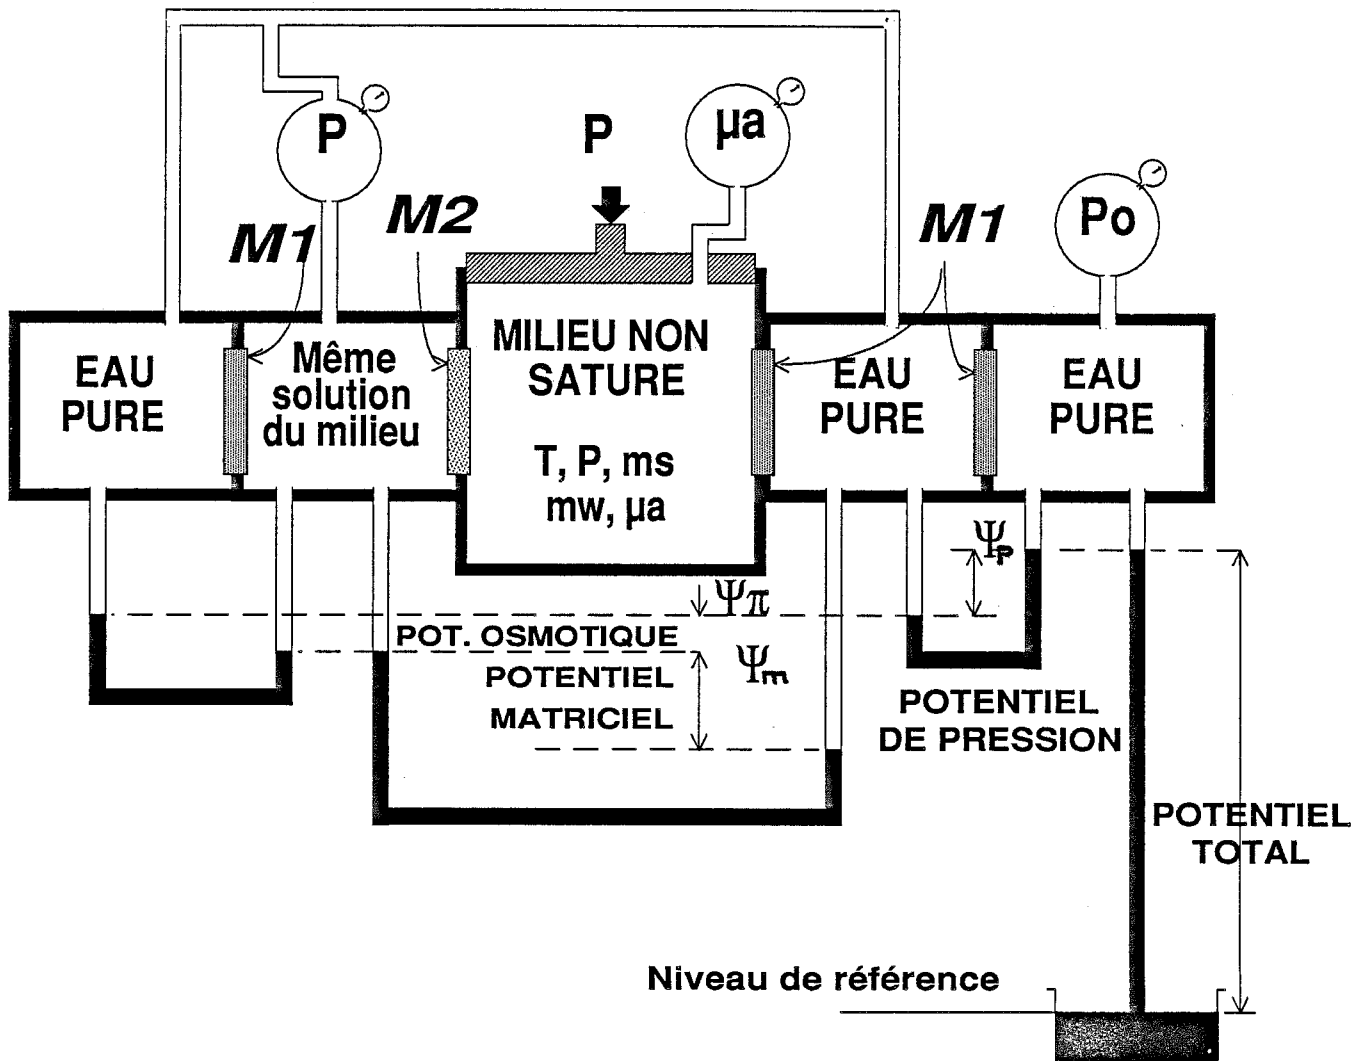 P
P
µa
Po
M1
M2
M1
EAU
PURE
Même
solution
du milieu
MILIEU NON
SATURE
T, P, ms
mw, µa
EAU
PURE
EAU
PURE
Ψp
Ψπ
POT. OSMOTIQUE
Ψm
POTENTIEL
MATRICIEL
POTENTIEL
DE PRESSION
POTENTIEL
TOTAL
Niveau de référence